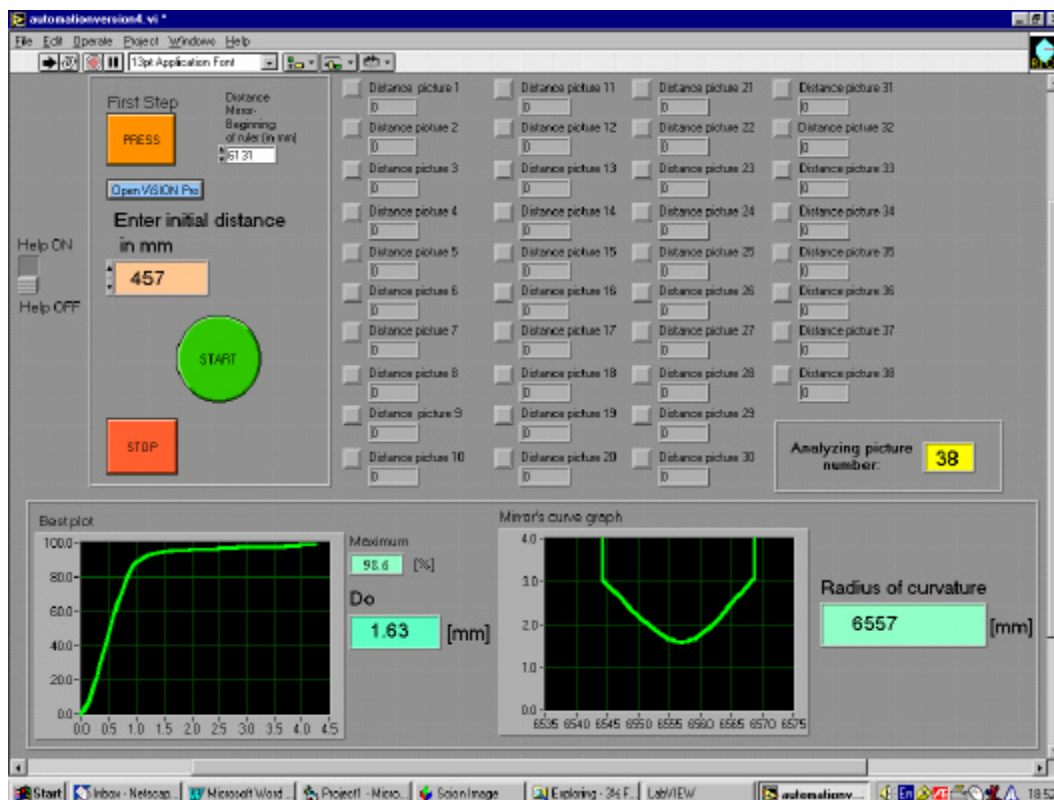 automationversion4.vi *
File Edit Operate Project Windows Help
13pt Application Font
First Step
PRESS
Distance
Mirror-
Beginning
of ruler (in mm)
6131
Open VISION Pro
Enter initial distance
in mm
457
Help ON
Help OFF
START
STOP
Distance picture 1
0
Distance picture 2
0
Distance picture 3
0
Distance picture 4
0
Distance picture 5
0
Distance picture 6
0
Distance picture 7
0
Distance picture 8
0
Distance picture 9
0
Distance picture 10
0
Distance picture 11
0
Distance picture 12
0
Distance picture 13
0
Distance picture 14
0
Distance picture 15
0
Distance picture 16
0
Distance picture 17
0
Distance picture 18
0
Distance picture 19
0
Distance picture 20
0
Distance picture 21
0
Distance picture 22
0
Distance picture 23
0
Distance picture 24
0
Distance picture 25
0
Distance picture 26
0
Distance picture 27
0
Distance picture 28
0
Distance picture 29
0
Distance picture 30
0
Distance picture 31
0
Distance picture 32
0
Distance picture 33
0
Distance picture 34
0
Distance picture 35
0
Distance picture 36
0
Distance picture 37
0
Distance picture 38
0
Analyzing picture
number:
38
Best plot
100.0
80.0
60.0
40.0
20.0
0.0
0.0 0.5 1.0 1.5 2.0 2.5 3.0 3.5 4.0 4.5
Maximum
98.6 [%]
Do
1.63 [mm]
Mirror's curve graph
4.0
3.0
2.0
1.0
0.0
6535 6540 6545 6550 6555 6560 6565 6570 6575
Radius of curvature
6557 [mm]
Start Inbox - Netscap... Microsoft Word ... Project1 - Micro... Scion Image Exploring - 3½ F... LabVIEW automationv... En 18:52